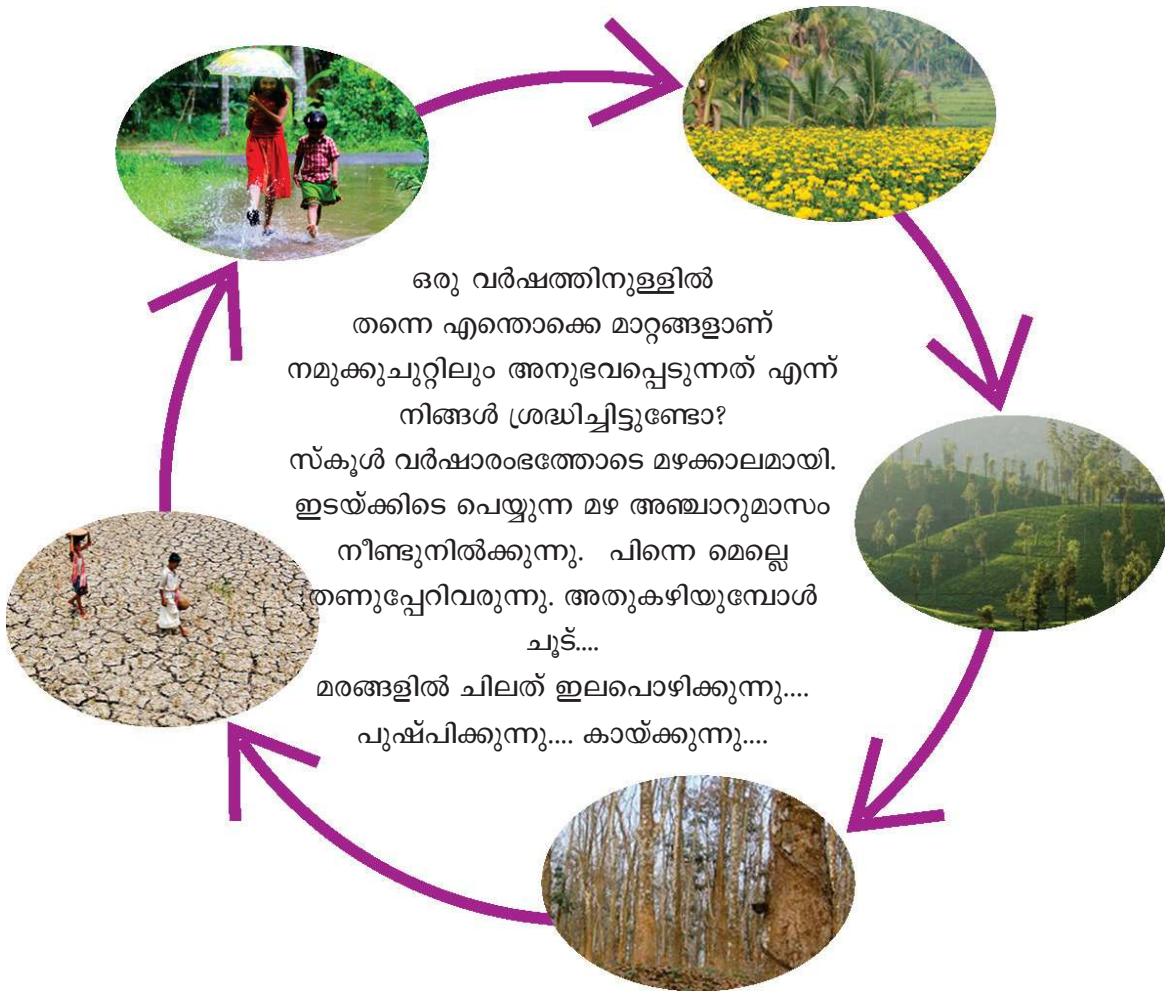 ഒരു വർഷത്തിനുള്ളിൽ
തന്നെ എന്തൊക്കെ മാറ്റങ്ങളാണ്
നമുക്കുചുറ്റിലും അനുഭവപ്പെടുന്നത് എന്ന്
നിങ്ങൾ ശ്രദ്ധിച്ചിട്ടുണ്ടോ?
സ്കൂൾ വർഷാരംഭത്തോടെ മഴക്കാലമായി.
ഇടയ്ക്കിടെ പെയ്യുന്ന മഴ അഞ്ചാറുമാസം
നീണ്ടുനിൽക്കുന്നു. പിന്നെ മെല്ലെ
തണുപ്പേറിവരുന്നു. അതുകഴിയുമ്പോൾ
ചൂട്....
മരങ്ങളിൽ ചിലത് ഇലപൊഴിക്കുന്നു....
പുഷ്പിക്കുന്നു.... കായ്ക്കുന്നു....